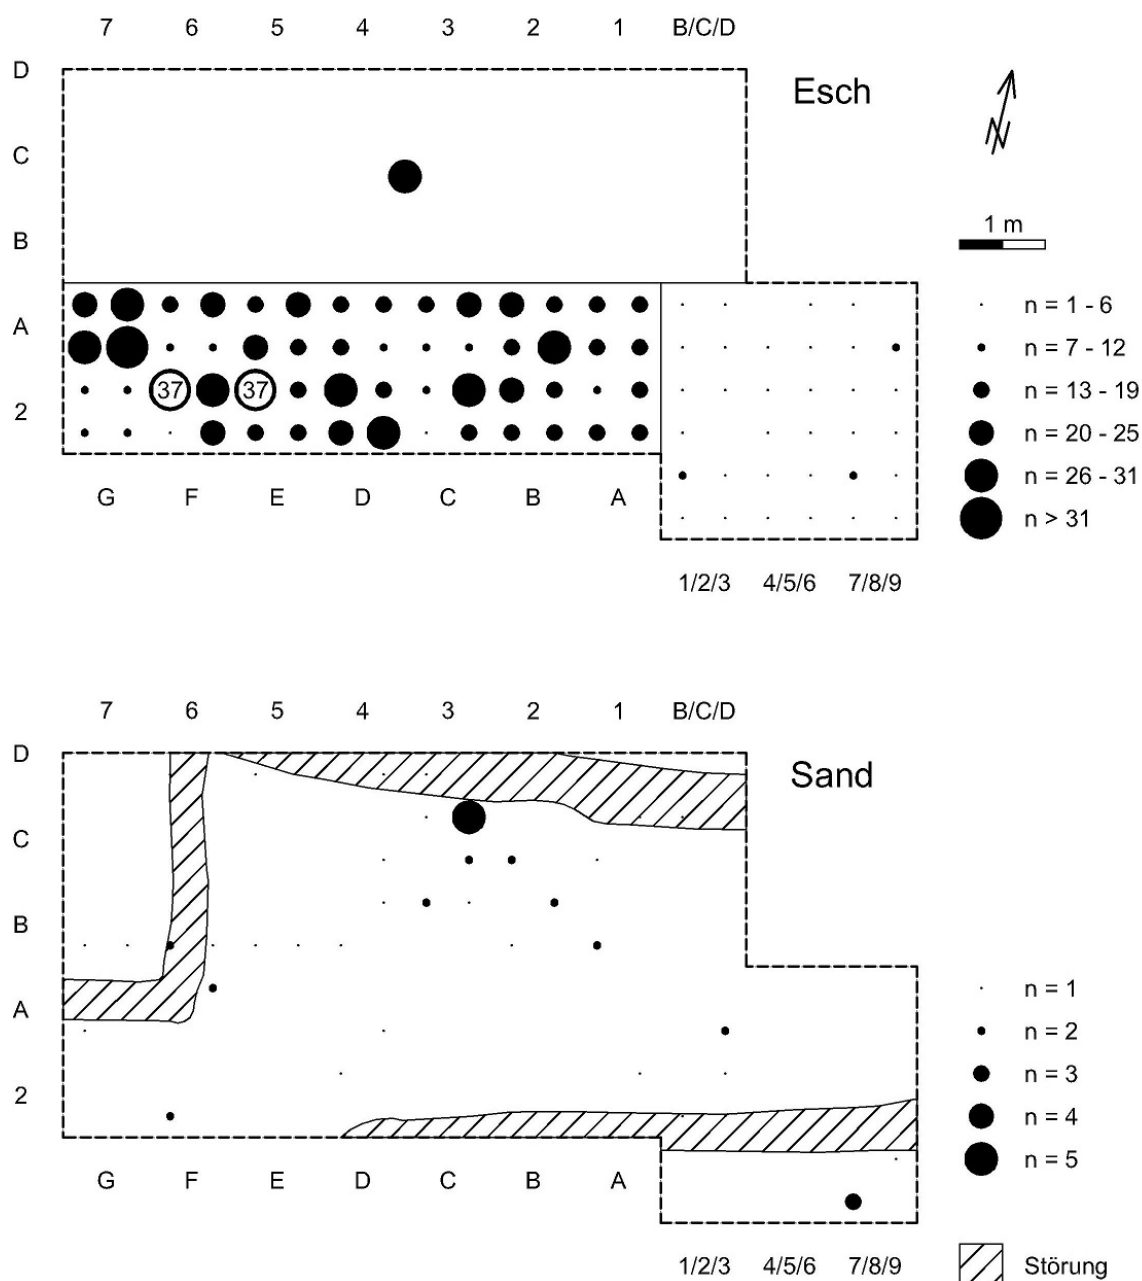 7 6 5 4 3 2 1 B/C/D
D
Esch
N
C
1 m
B
n = 1 - 6
A
n = 7 - 12
37 37
n = 13 - 19
2
n = 20 - 25
n = 26 - 31
G F E D C B A
n > 31
1/2/3 4/5/6 7/8/9
7 6 5 4 3 2 1 B/C/D
D
Sand
C
B
n = 1
A
n = 2
n = 3
2
n = 4
n = 5
G F E D C B A
1/2/3 4/5/6 7/8/9
Störung